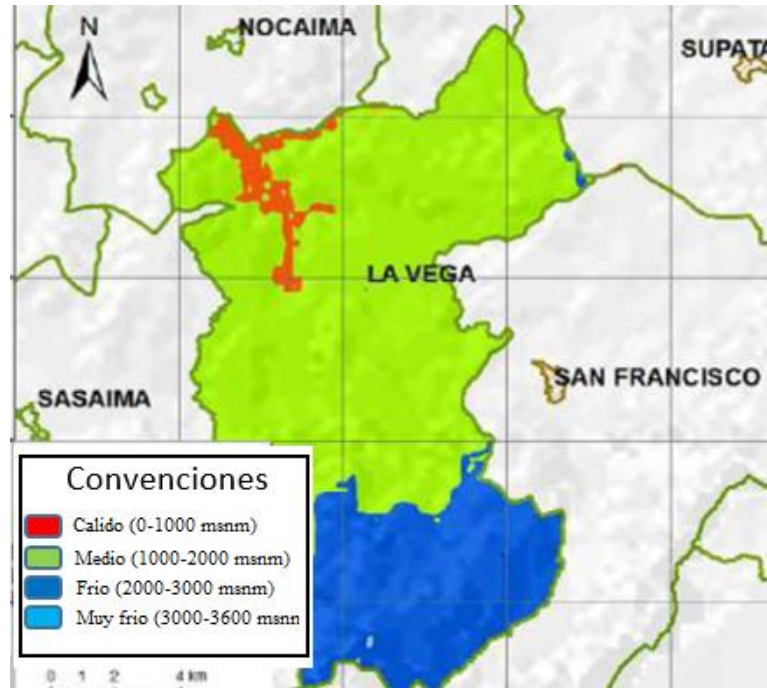 N
NOCAIMA
SUPATA
LA VEGA
SAN FRANCISCO
SASAIMA
Convenciones
Calido (0-1000 msnm)
Medio (1000-2000 msnm)
Frio (2000-3000 msnm)
Muy frio (3000-3600 msnn
0 1 2 4 km